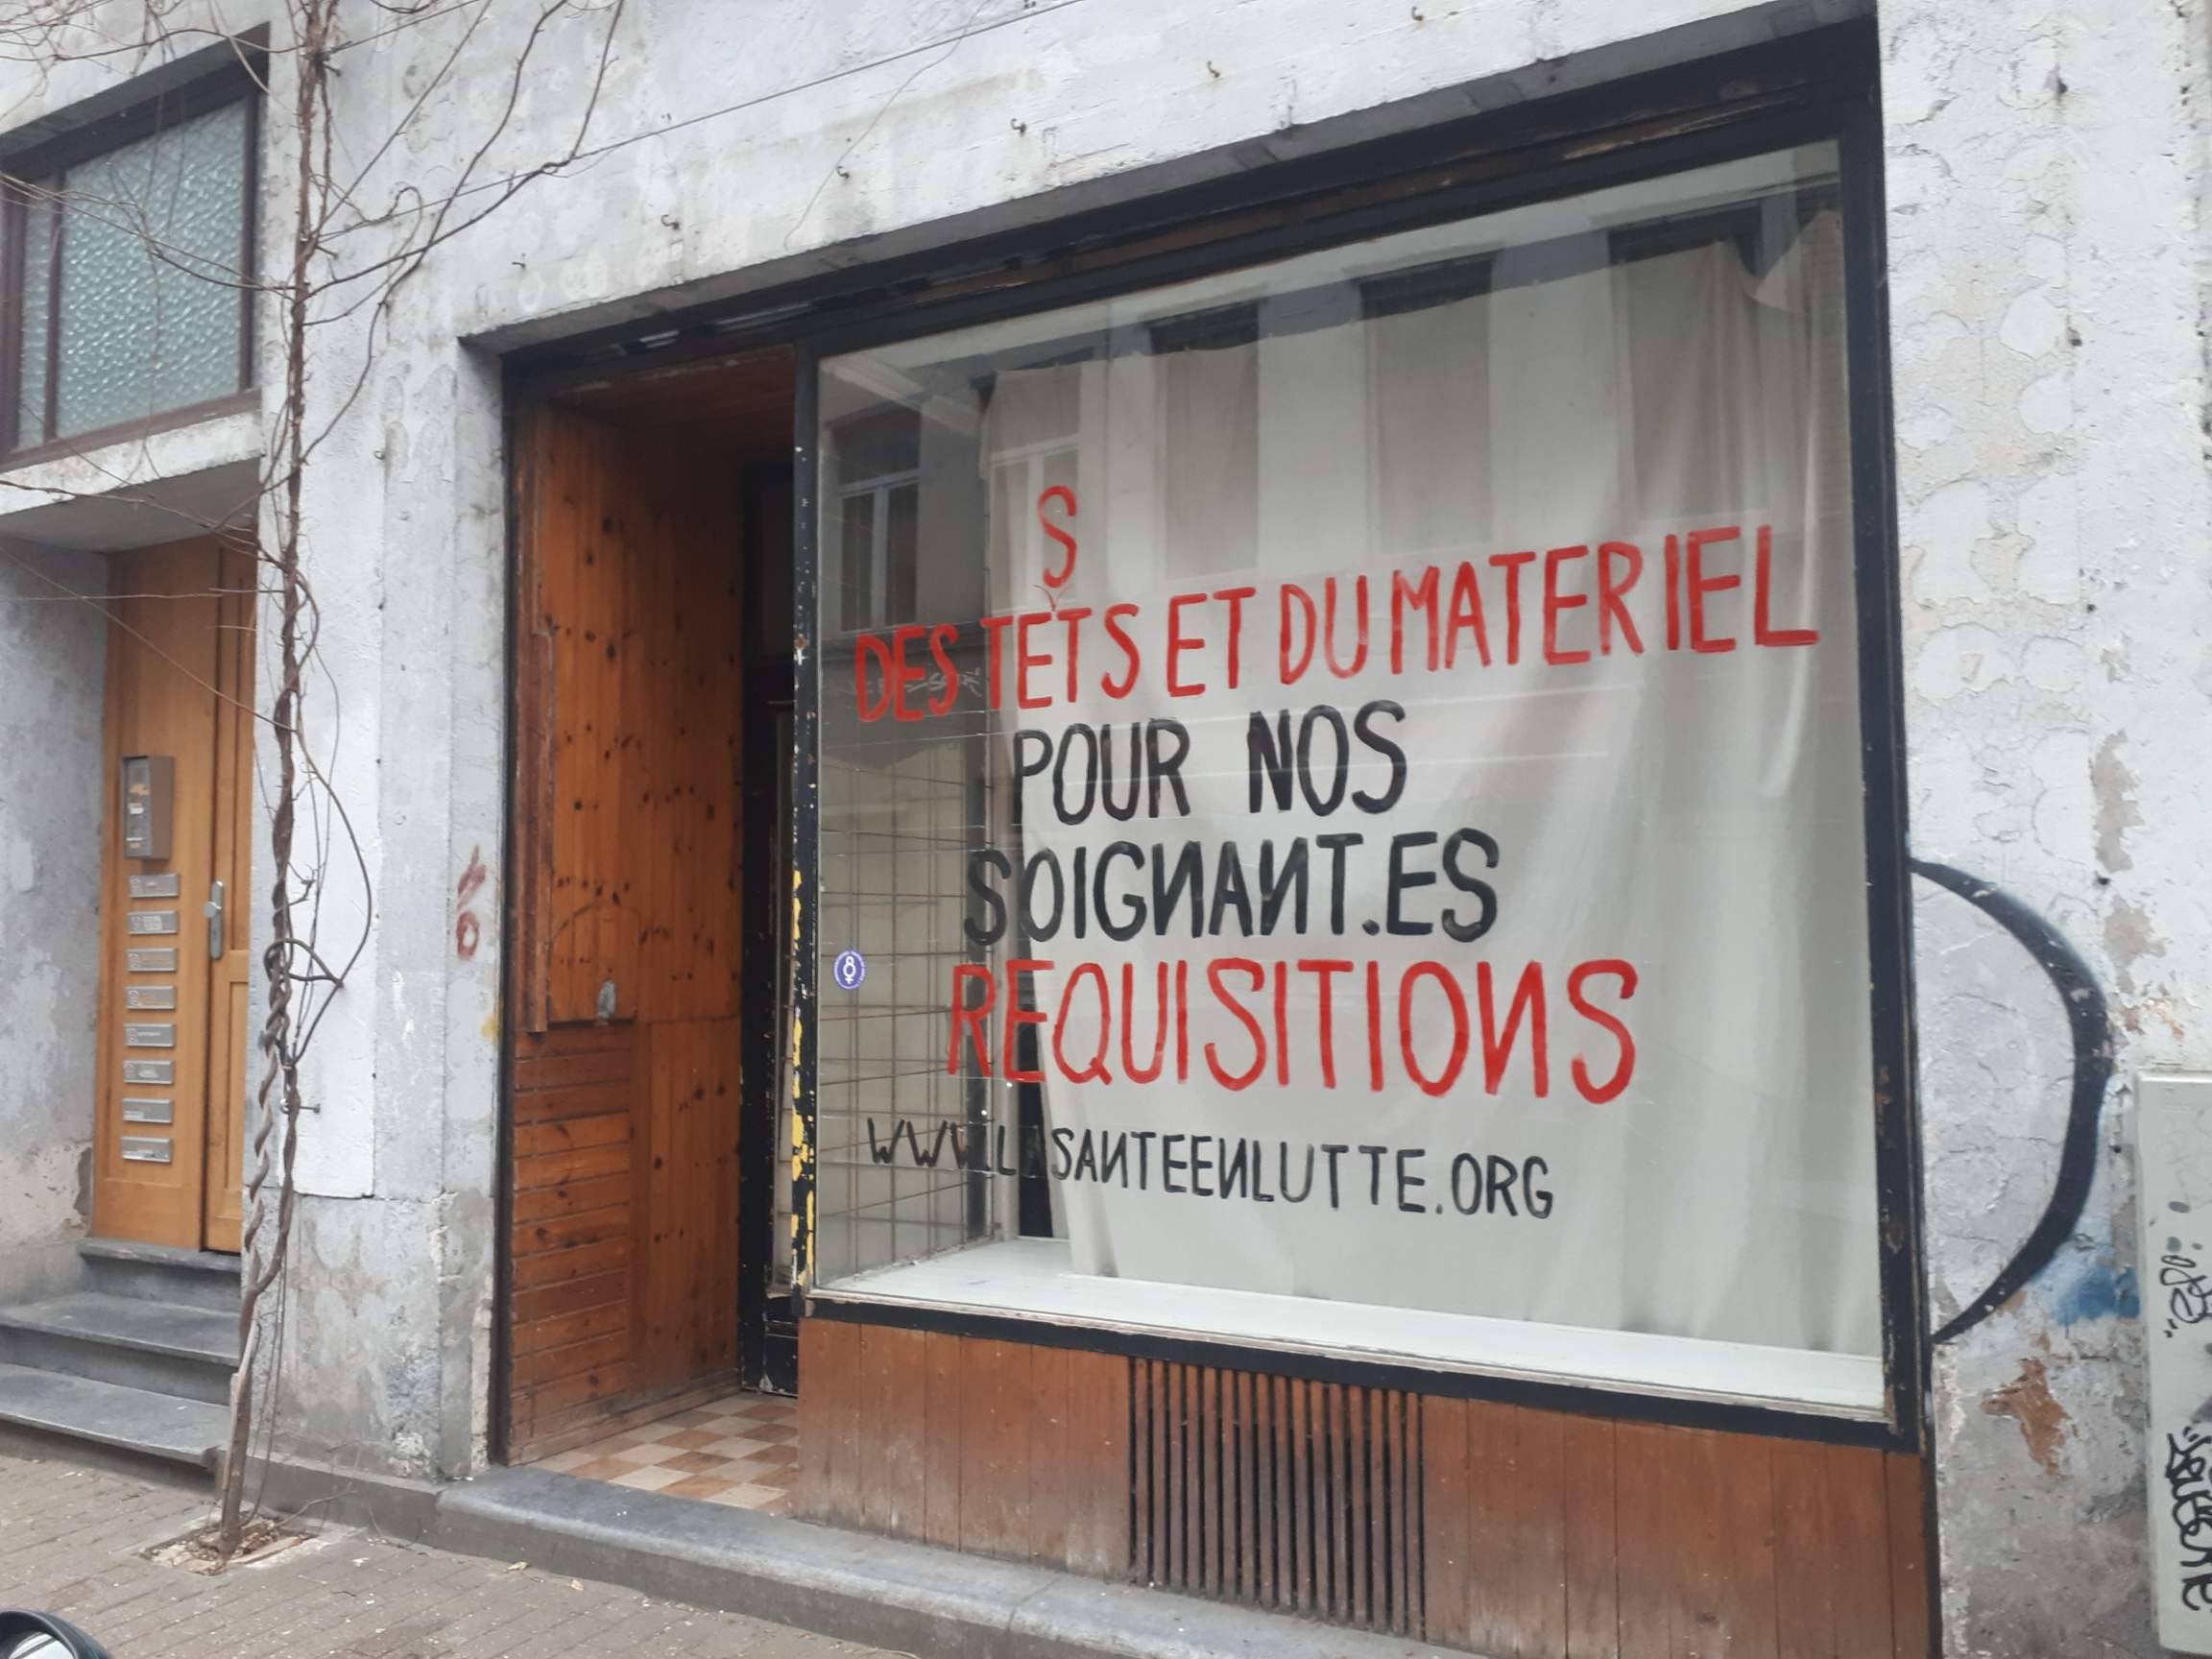 S
DES TETS ET DU MATERIEL
POUR NOS
SOIGNANT.ES
REQUISITIONS
WWW.LASANTEENLUTTE.ORG